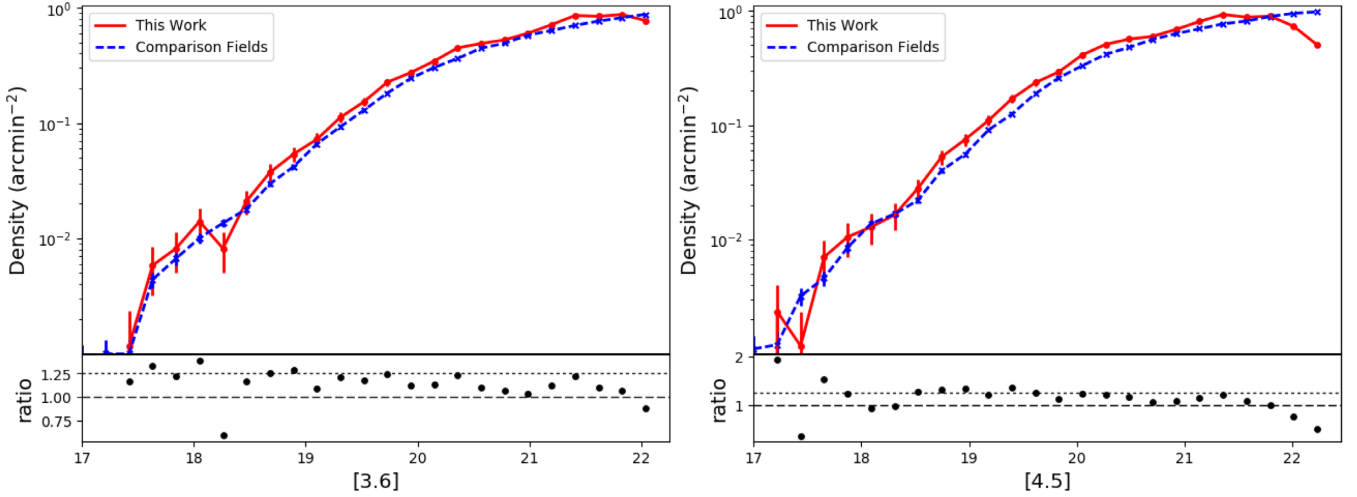 10⁰
10⁻¹
10⁻²
Density (arcmin⁻²)
This Work
Comparison Fields
1.25
1.00
0.75
ratio
17 18 19 20 21 22
[3.6]
10⁰
10⁻¹
10⁻²
Density (arcmin⁻²)
This Work
Comparison Fields
2
1
ratio
17 18 19 20 21 22
[4.5]